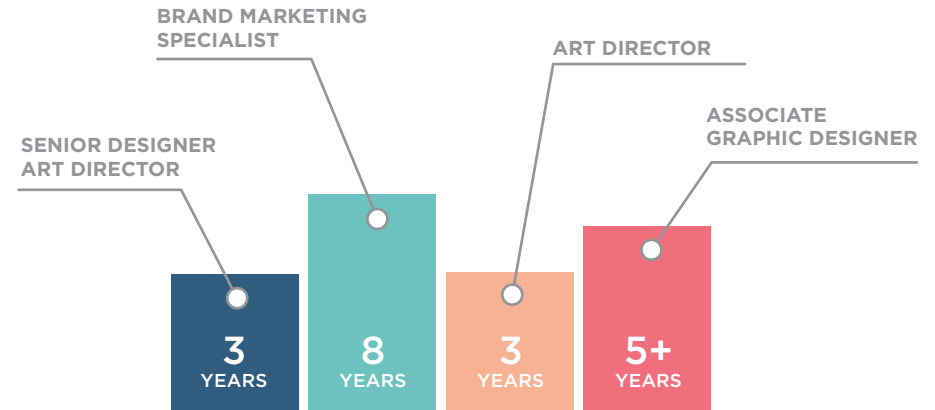 BRAND MARKETING
SPECIALIST
ART DIRECTOR
ASSOCIATE
GRAPHIC DESIGNER
SENIOR DESIGNER
ART DIRECTOR
3
YEARS
8
YEARS
3
YEARS
5+
YEARS